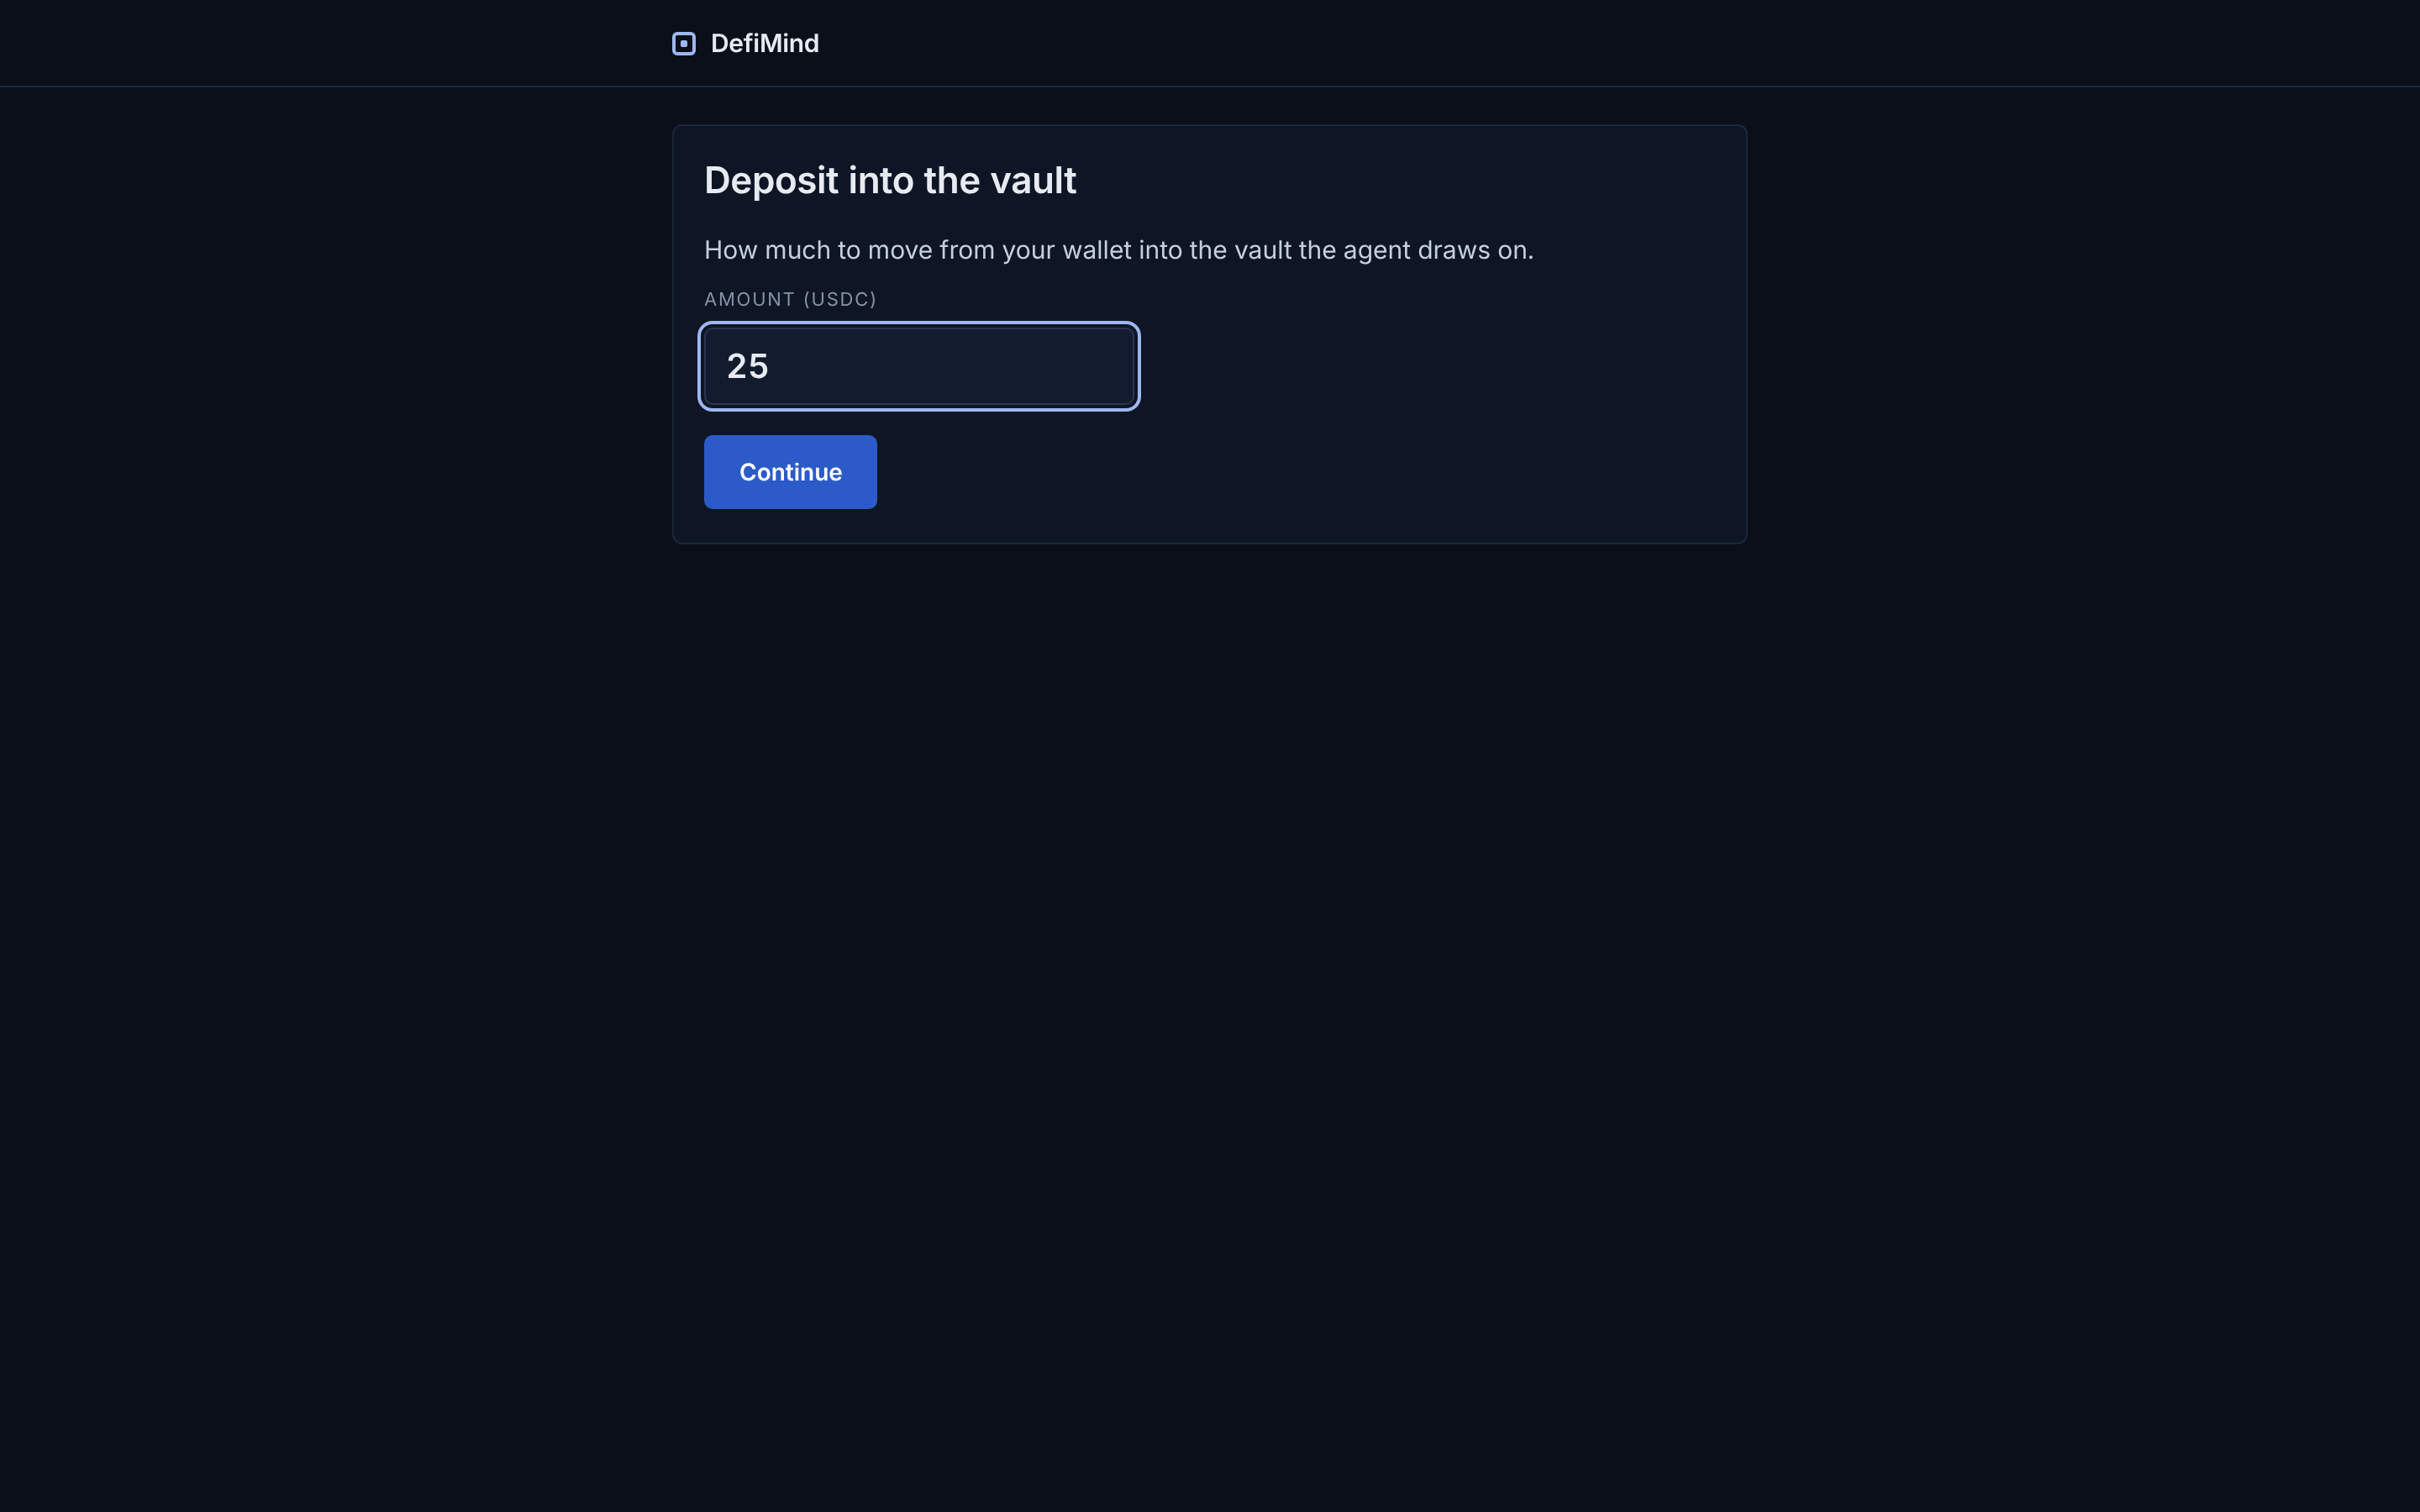 DefiMind
Deposit into the vault
How much to move from your wallet into the vault the agent draws on.
AMOUNT (USDC)
25
Continue